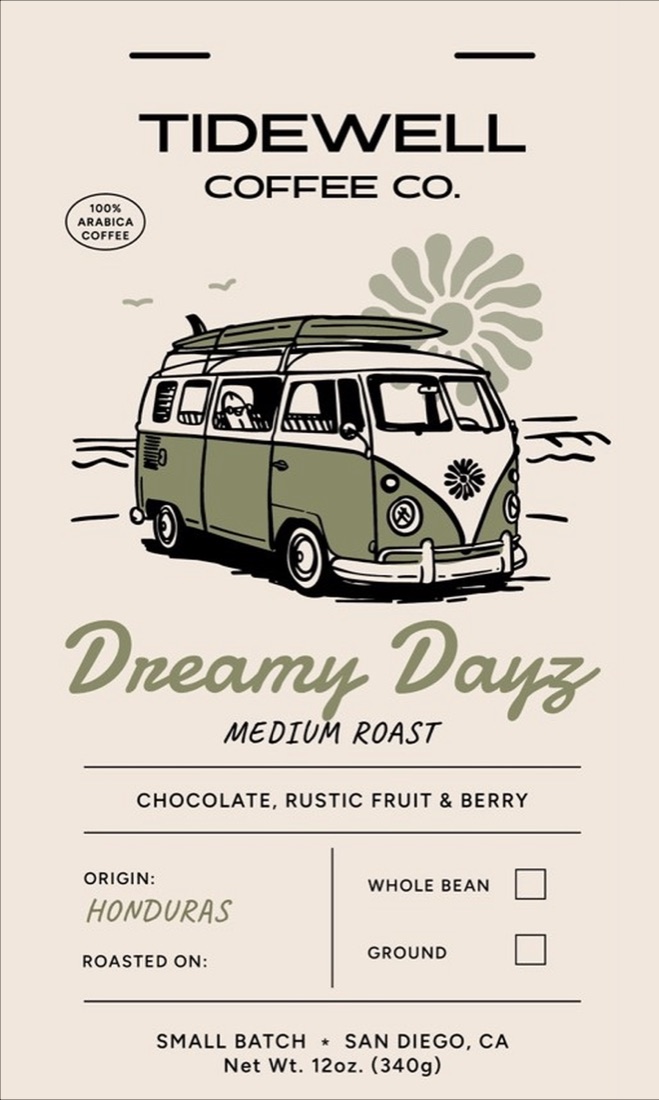 TIDEWELL
COFFEE CO.
100%
ARABICA
COFFEE
Dreamy Dayz
MEDIUM ROAST
CHOCOLATE, RUSTIC FRUIT & BERRY
ORIGIN:
HONDURAS
ROASTED ON:
WHOLE BEAN
GROUND
SMALL BATCH * SAN DIEGO, CA
Net Wt. 12oz. (340g)